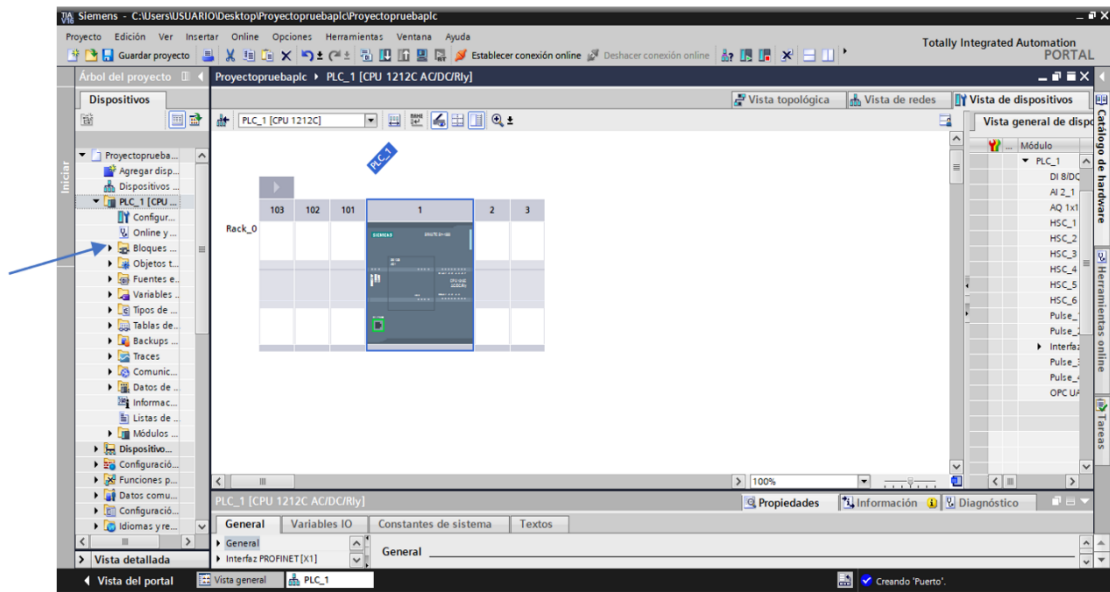 Siemens - C:\Users\USUARIO\Desktop\Proyectopruebaplc\Proyectopruebaplc
Proyecto Edición Ver Insertar Online Opciones Herramientas Ventana Ayuda
Guardar proyecto Establecer conexión online Deshacer conexión online
Totally Integrated Automation
PORTAL
Árbol del proyecto
Proyectopruebaplc PLC_1 [CPU 1212C AC/DC/Rly]
Dispositivos
Vista topológica Vista de redes Vista de dispositivos
PLC_1 [CPU 1212C]
Vista general de dispo
Iniciar
Proyectoprueba...
Agregar disp...
Dispositivos ...
PLC_1 [CPU ...
Configur...
Online y ...
Bloques ...
Objetos t...
Fuentes e...
Variables ...
Tipos de ...
Tablas de...
Backups ...
Traces
Comunic...
Datos de ...
Informac...
Listas de ...
Módulos ...
Dispositivo...
Configuració...
Funciones p...
Datos comu...
Configuració...
Idiomas y re...
Vista detallada
PLC_1
103 102 101 1 2 3
Rack_0
SIEMENS
100%
... Módulo
PLC_1
DI 8/DQ
AI 2_1
AQ 1x1
HSC_1
HSC_2
HSC_3
HSC_4
HSC_5
HSC_6
Pulse_1
Pulse_2
Interfaz
Pulse_3
Pulse_4
OPC UA
Catálogo de hardware
Herramientas online
Tareas
PLC_1 [CPU 1212C AC/DC/Rly]
Propiedades Información Diagnóstico
General Variables IO Constantes de sistema Textos
General
Interfaz PROFINET [X1]
General
Vista del portal Vista general PLC_1
Creando 'Puerto'.